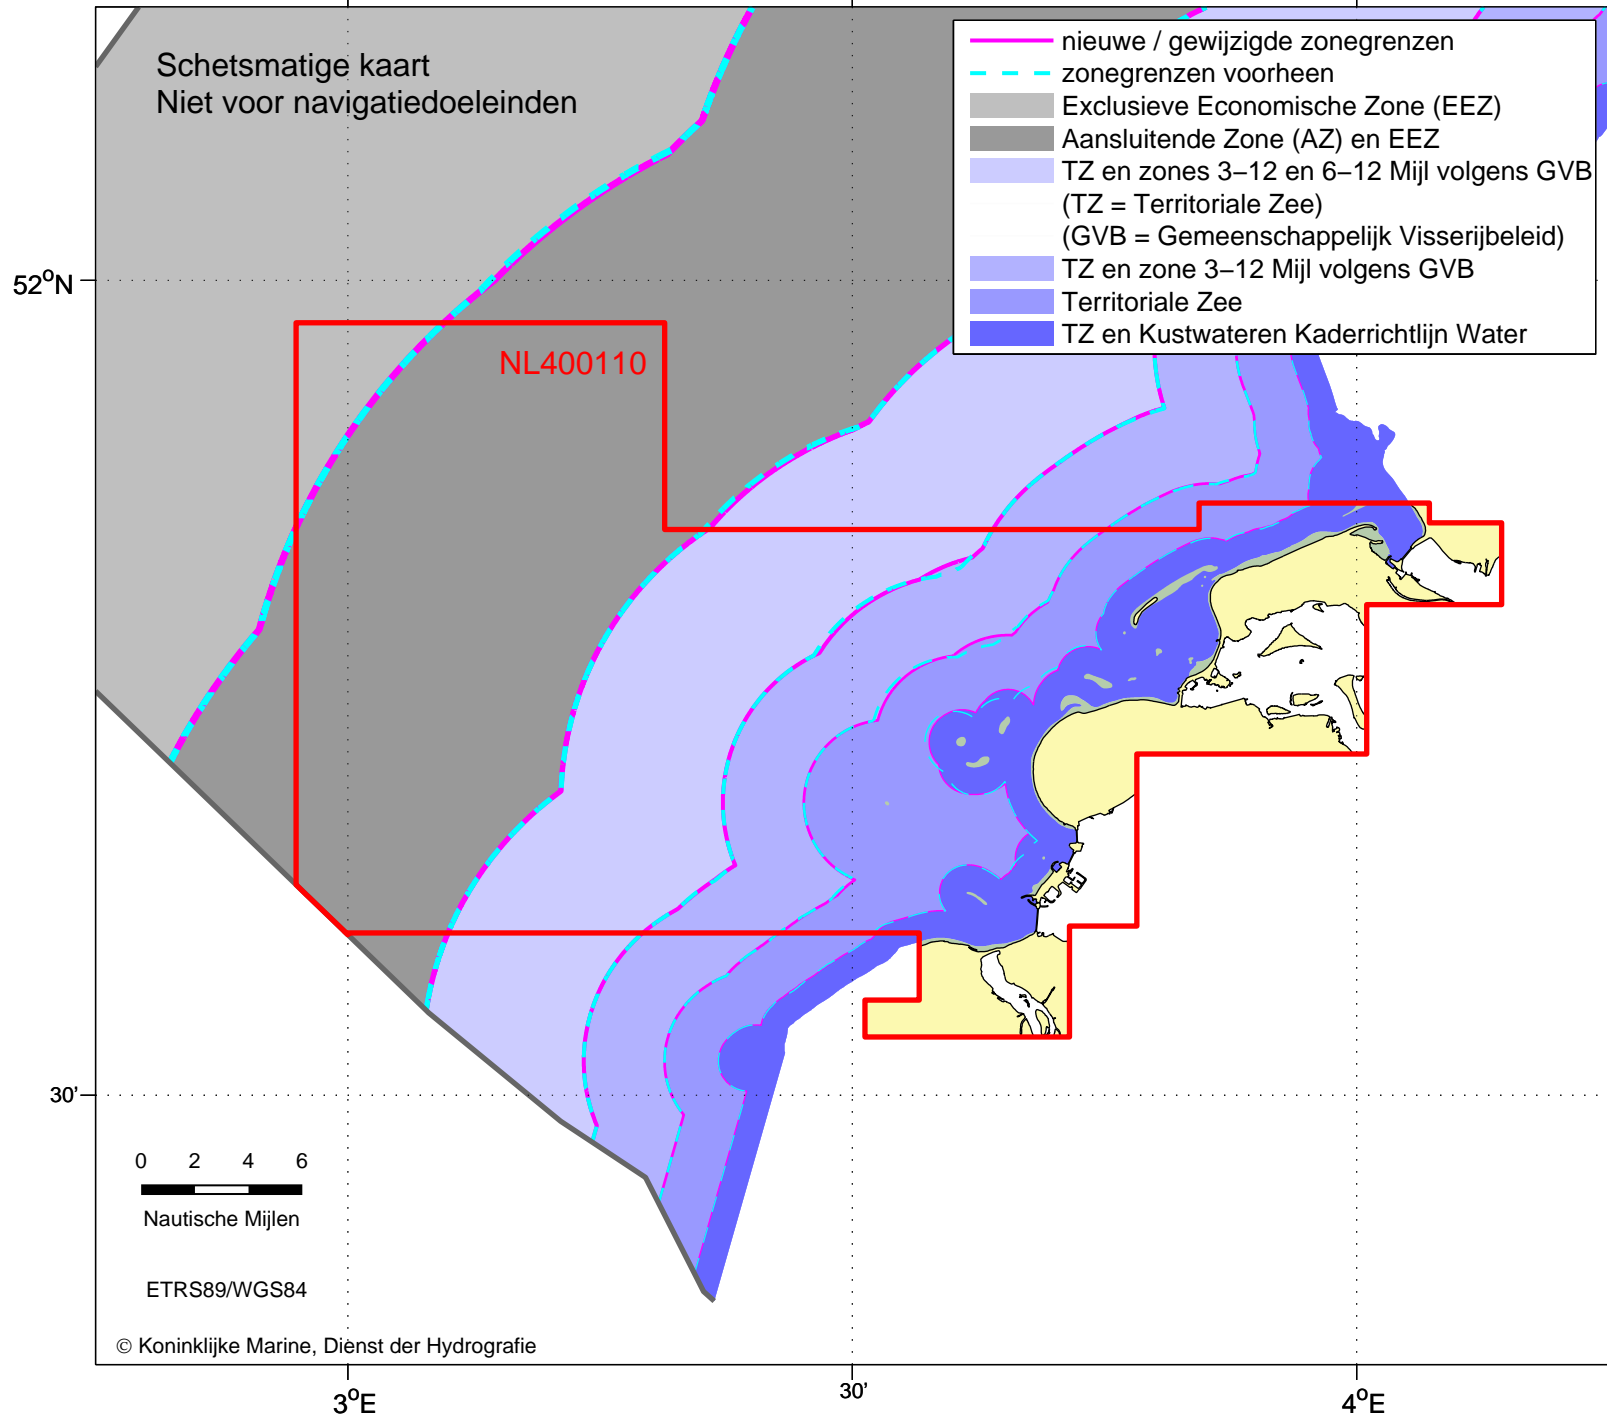 Schetsmatige kaart
Niet voor navigatiedoeleinden
nieuwe / gewijzigde zonegrenzen
zonegrenzen voorheen
Exclusieve Economische Zone (EEZ)
Aansluitende Zone (AZ) en EEZ
TZ en zones 3–12 en 6–12 Mijl volgens GVB
(TZ = Territoriale Zee)
(GVB = Gemeenschappelijk Visserijbeleid)
TZ en zone 3–12 Mijl volgens GVB
Territoriale Zee
TZ en Kustwateren Kaderrichtlijn Water
52°N
NL400110
30'
0 2 4 6
Nautische Mijlen
ETRS89/WGS84
© Koninklijke Marine, Dienst der Hydrografie
3°E 30' 4°E